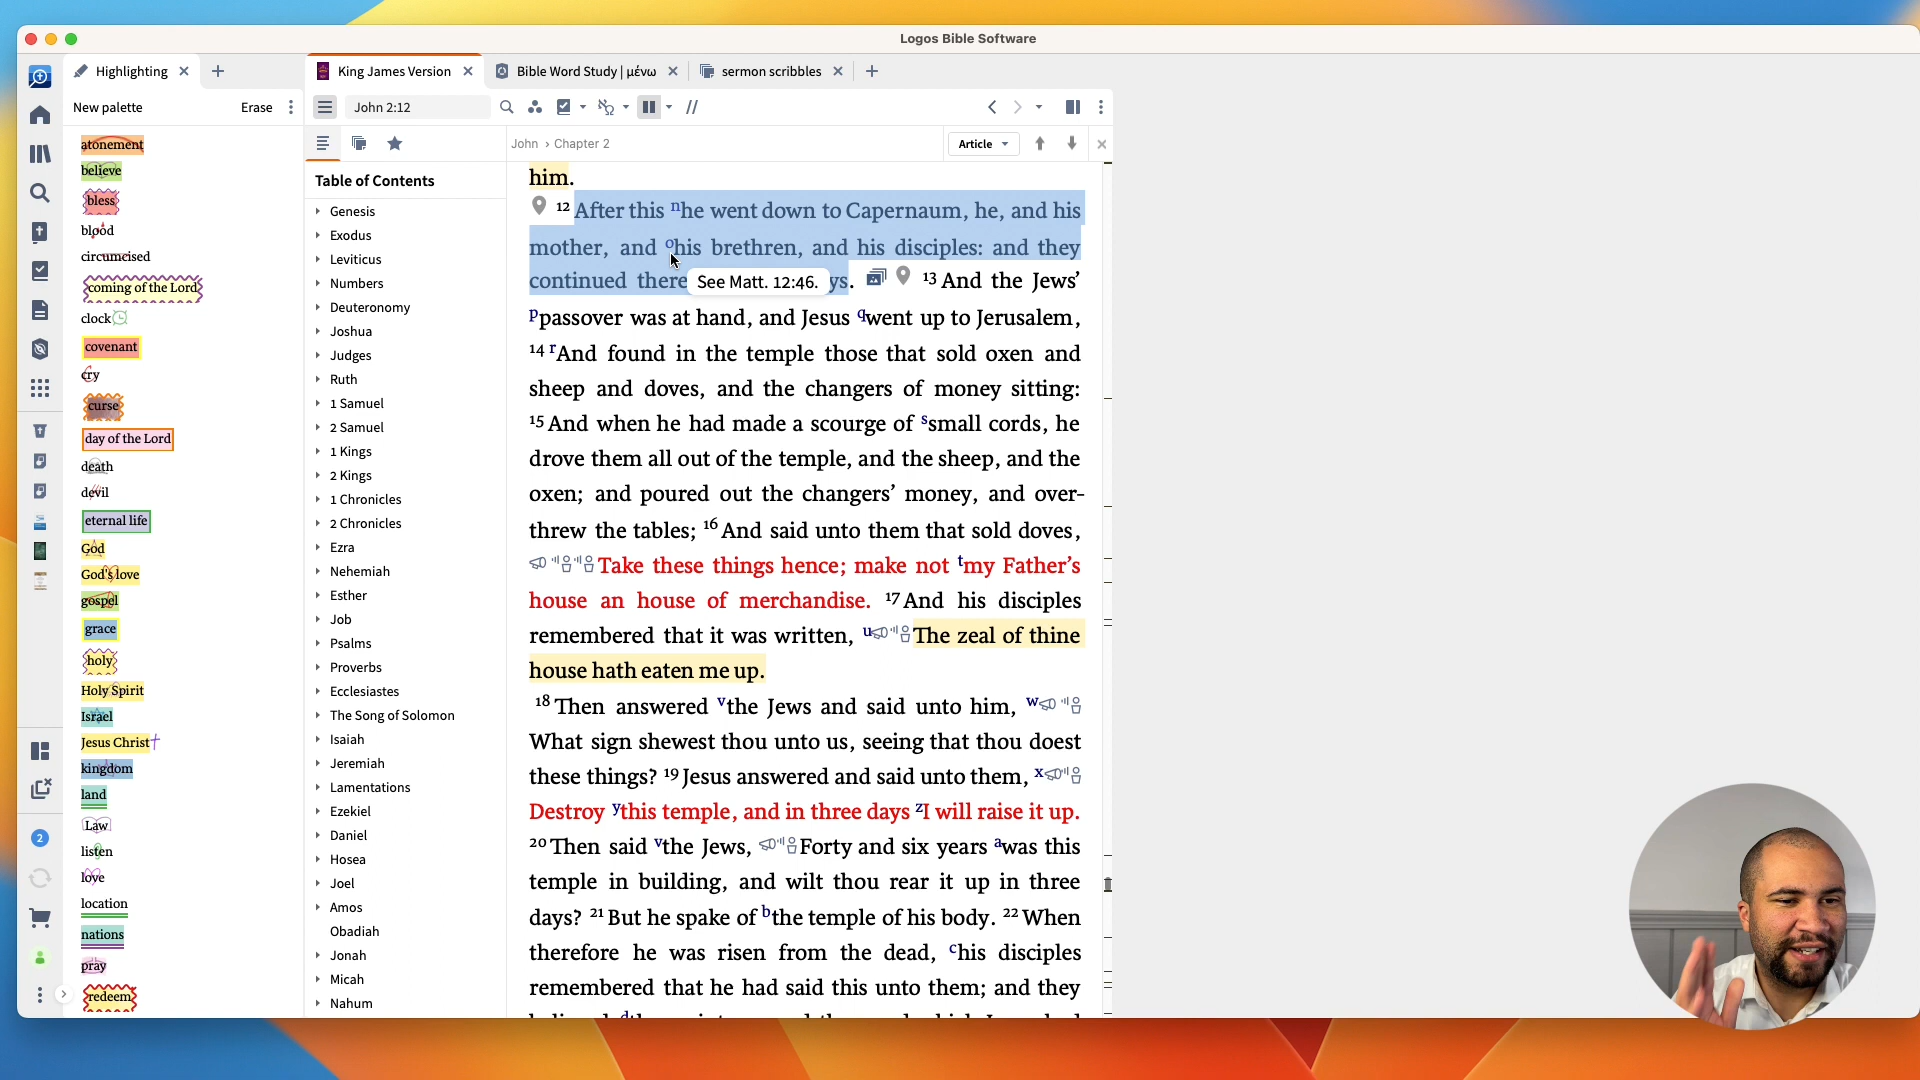 Logos Bible Software
Highlighting
King James Version
Bible Word Study | μένω
sermon scribbles
New palette
Erase
John 2:12
atonement
believe
bless
blood
circumcised
coming of the Lord
clock
covenant
cry
curse
day of the Lord
death
devil
eternal life
God
God's love
gospel
grace
holy
Holy Spirit
Israel
Jesus Christ
kingdom
land
Law
listen
love
location
nations
pray
redeem
2
Table of Contents
Genesis
Exodus
Leviticus
Numbers
Deuteronomy
Joshua
Judges
Ruth
1 Samuel
2 Samuel
1 Kings
2 Kings
1 Chronicles
2 Chronicles
Ezra
Nehemiah
Esther
Job
Psalms
Proverbs
Ecclesiastes
The Song of Solomon
Isaiah
Jeremiah
Lamentations
Ezekiel
Daniel
Hosea
Joel
Amos
Obadiah
Jonah
Micah
Nahum
John › Chapter 2
Article
him.
12 After this n he went down to Capernaum, he, and his
mother, and o his brethren, and his disciples: and they
continued there ys. 13 And the Jews’
See Matt. 12:46.
p passover was at hand, and Jesus q went up to Jerusalem,
14 r And found in the temple those that sold oxen and
sheep and doves, and the changers of money sitting:
15 And when he had made a scourge of s small cords, he
drove them all out of the temple, and the sheep, and the
oxen; and poured out the changers’ money, and over-
threw the tables; 16 And said unto them that sold doves,
Take these things hence; make not t my Father’s
house an house of merchandise. 17 And his disciples
remembered that it was written, u The zeal of thine
house hath eaten me up.
18 Then answered v the Jews and said unto him, w
What sign shewest thou unto us, seeing that thou doest
these things? 19 Jesus answered and said unto them, x
Destroy y this temple, and in three days z I will raise it up.
20 Then said v the Jews, Forty and six years a was this
temple in building, and wilt thou rear it up in three
days? 21 But he spake of b the temple of his body. 22 When
therefore he was risen from the dead, c his disciples
remembered that he had said this unto them; and they